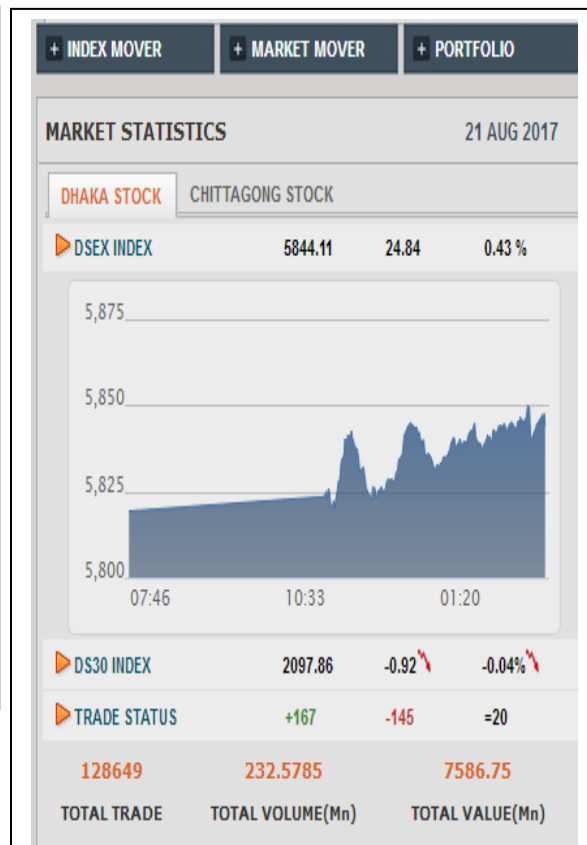 + INDEX MOVER + MARKET MOVER + PORTFOLIO
MARKET STATISTICS 21 AUG 2017
DHAKA STOCK CHITTAGONG STOCK
DSEX INDEX 5844.11 24.84 0.43 %
5,875
5,850
5,825
5,800
07:46 10:33 01:20
DS30 INDEX 2097.86 -0.92 -0.04%
TRADE STATUS +167 -145 =20
128649 232.5785 7586.75
TOTAL TRADE TOTAL VOLUME(Mn) TOTAL VALUE(Mn)